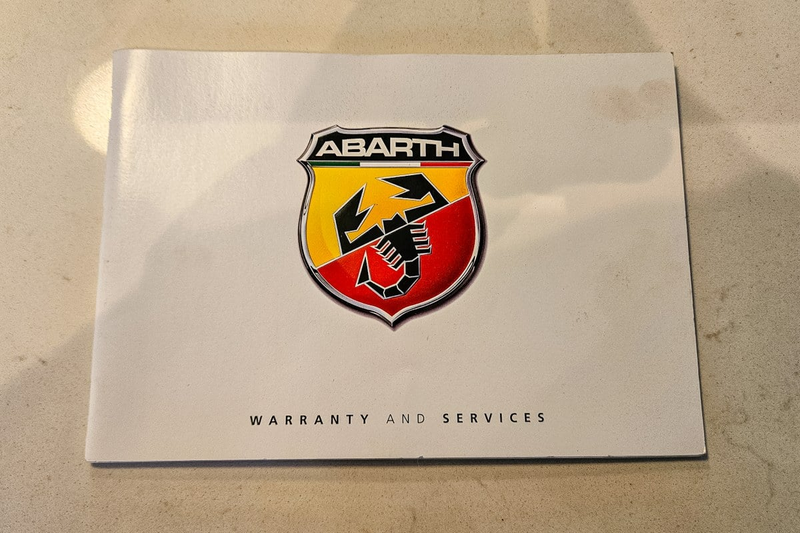 ABARTH
WARRANTY AND SERVICES